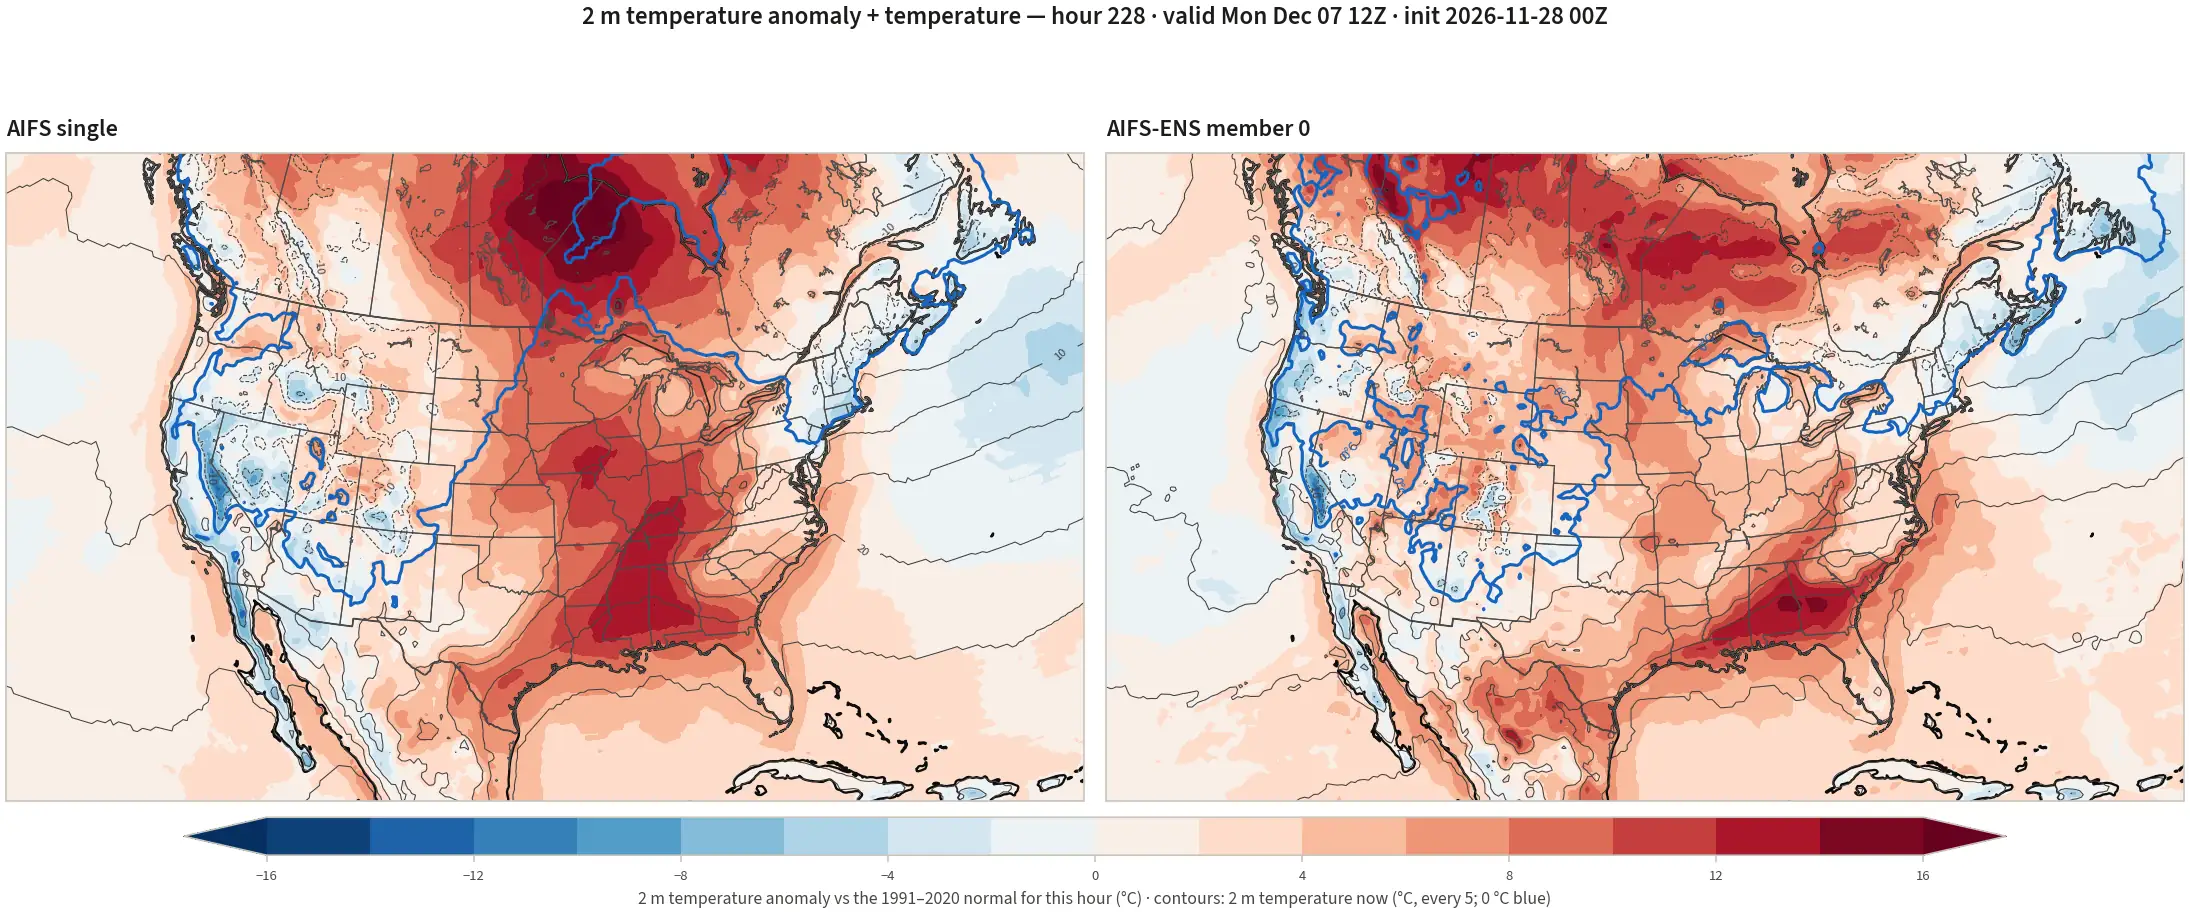 2 m temperature anomaly + temperature — hour 228 · valid Mon Dec 07 12Z · init 2026-11-28 00Z
AIFS single
AIFS-ENS member 0
−16
−12
−8
−4
0
4
8
12
16
2 m temperature anomaly vs the 1991–2020 normal for this hour (°C) · contours: 2 m temperature now (°C, every 5; 0 °C blue)